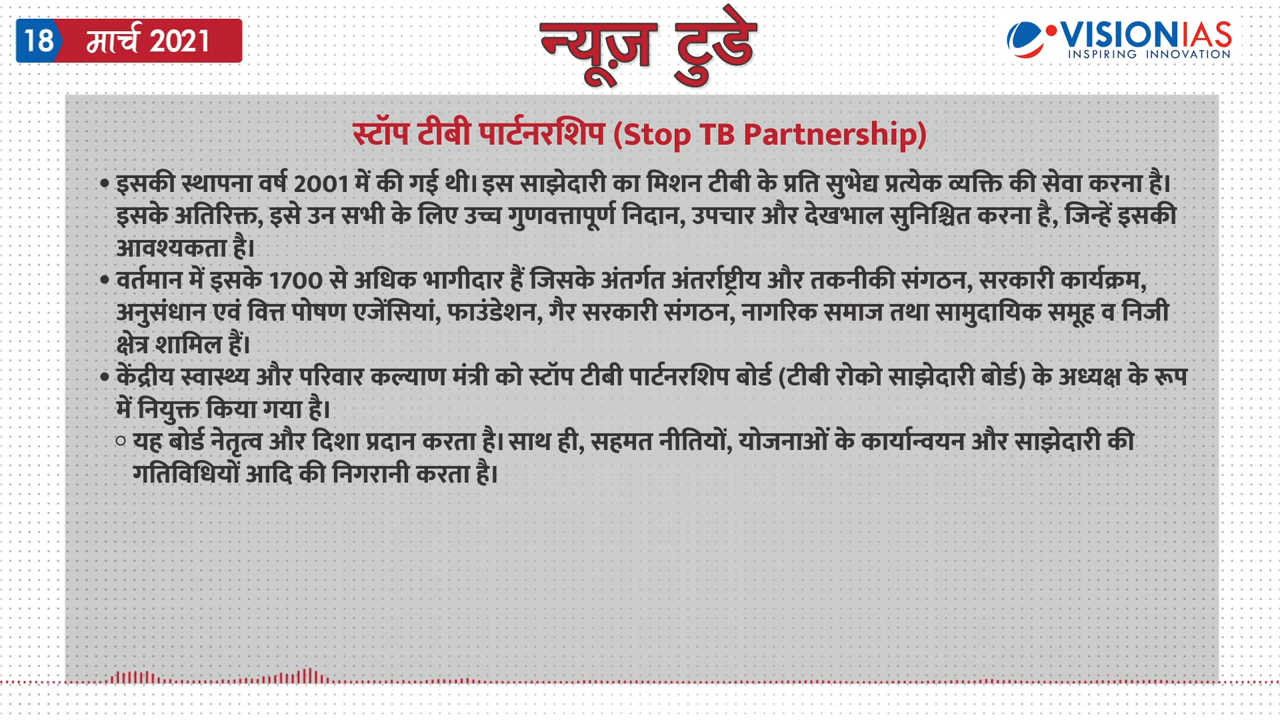 18 मार्च 2021
न्यूज़ टुडे
VISIONIAS
INSPIRING INNOVATION
स्टॉप टीबी पार्टनरशिप (Stop TB Partnership)
• इसकी स्थापना वर्ष 2001 में की गई थी। इस साझेदारी का मिशन टीबी के प्रति सुभेद्य प्रत्येक व्यक्ति की सेवा करना है।
इसके अतिरिक्त, इसे उन सभी के लिए उच्च गुणवत्तापूर्ण निदान, उपचार और देखभाल सुनिश्चित करना है, जिन्हें इसकी
आवश्यकता है।
• वर्तमान में इसके 1700 से अधिक भागीदार हैं जिसके अंतर्गत अंतर्राष्ट्रीय और तकनीकी संगठन, सरकारी कार्यक्रम,
अनुसंधान एवं वित्त पोषण एजेंसियां, फाउंडेशन, गैर सरकारी संगठन, नागरिक समाज तथा सामुदायिक समूह व निजी
क्षेत्र शामिल हैं।
• केंद्रीय स्वास्थ्य और परिवार कल्याण मंत्री को स्टॉप टीबी पार्टनरशिप बोर्ड (टीबी रोको साझेदारी बोर्ड) के अध्यक्ष के रूप
में नियुक्त किया गया है।
○ यह बोर्ड नेतृत्व और दिशा प्रदान करता है। साथ ही, सहमत नीतियों, योजनाओं के कार्यान्वयन और साझेदारी की
गतिविधियों आदि की निगरानी करता है।